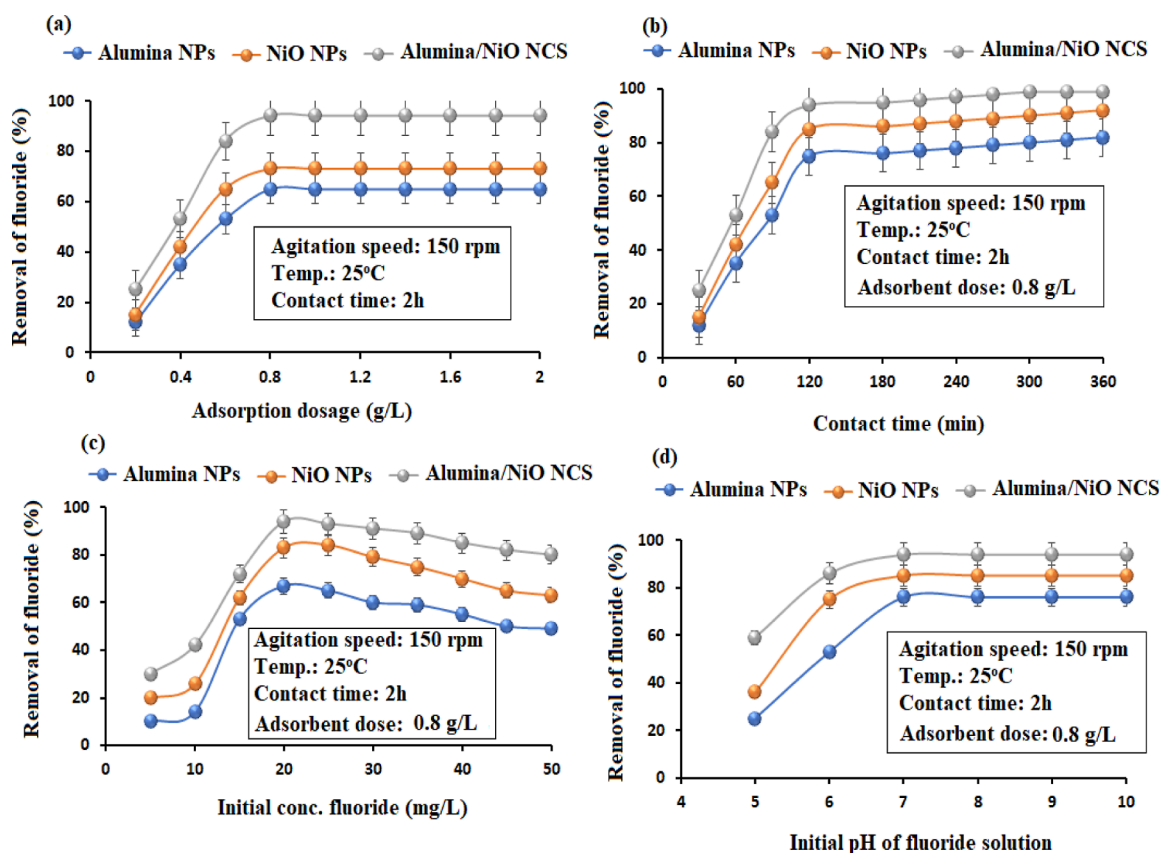 (a)
Alumina NPs NiO NPs Alumina/NiO NCS
Removal of fluoride (%)
100
80
60
40
20
0
Agitation speed: 150 rpm
Temp.: 25°C
Contact time: 2h
0 0.4 0.8 1.2 1.6 2
Adsorption dosage (g/L)
(b)
Alumina NPs NiO NPs Alumina/NiO NCS
Removal of fluoride (%)
100
80
60
40
20
0
Agitation speed: 150 rpm
Temp.: 25°C
Contact time: 2h
Adsorbent dose: 0.8 g/L
0 60 120 180 240 300 360
Contact time (min)
(c)
Alumina NPs NiO NPs Alumina/NiO NCS
Removal of fluoride (%)
100
80
60
40
20
0
Agitation speed: 150 rpm
Temp.: 25°C
Contact time: 2h
Adsorbent dose: 0.8 g/L
0 10 20 30 40 50
Initial conc. fluoride (mg/L)
(d)
Alumina NPs NiO NPs Alumina/NiO NCS
Removal of fluoride (%)
100
80
60
40
20
0
Agitation speed: 150 rpm
Temp.: 25°C
Contact time: 2h
Adsorbent dose: 0.8 g/L
4 5 6 7 8 9 10
Initial pH of fluoride solution